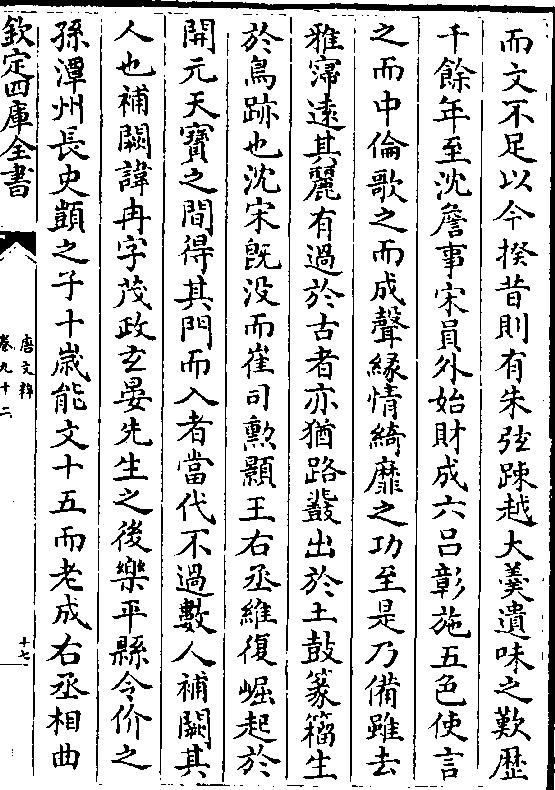 而文不足以今揆昔則有朱弦踈越大羹遺味之歎歴
千餘年至沈詹事宋員外始財成六吕彰施五色使言
之而中倫歌之而成聲縁情綺靡之功至是乃備雖去
雅寖遠其麗有過於古者亦猶路鼗出於土鼓篆籕生
於鳥跡也沈宋既没而崔司勲顥王右丞維復崛起於
開元天寳之間得其門而入者當代不過數人補闕其
人也補闕諱冉字茂政玄晏先生之後樂平縣令价之
孫潭州長史顗之子十嵗能文十五而老成右丞相曲
欽定四庫全書
唐文粹
卷九十二
十七